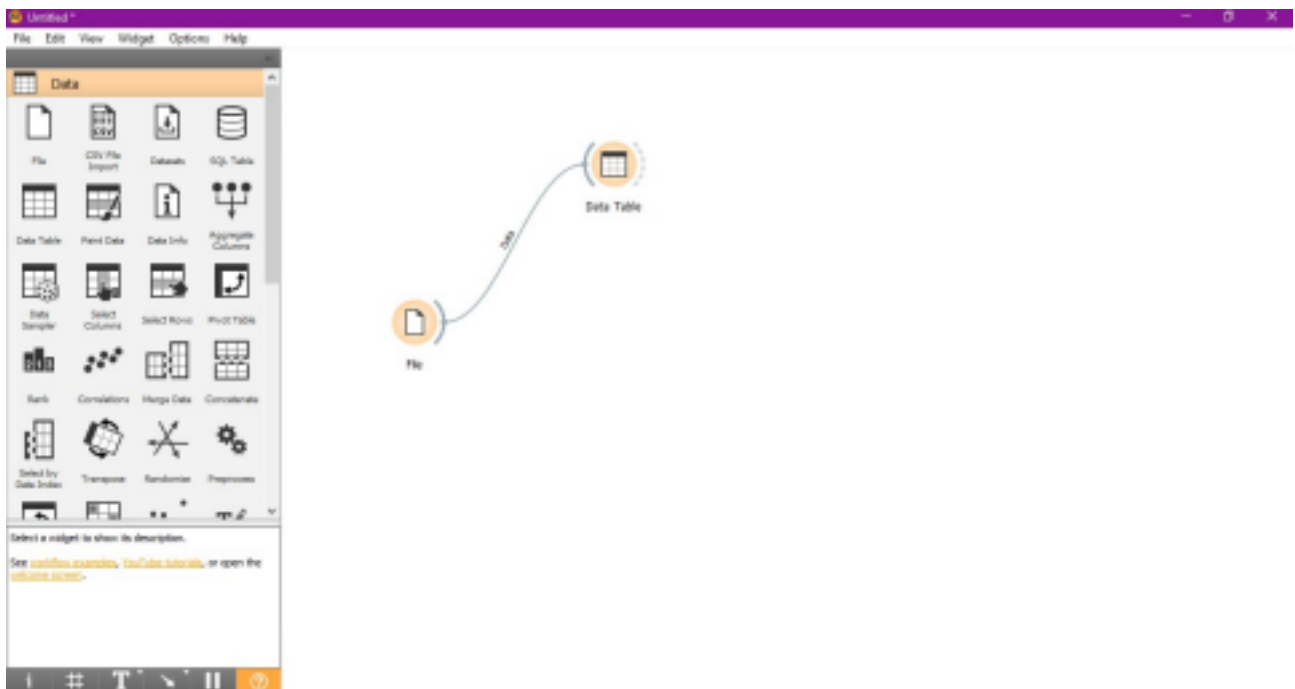 Untitled *
File Edit View Widget Options Help
Data
File
CSV File
Import
Datasets
SQL Table
Data Table
Paint Data
Data Info
Aggregate
Columns
Data
Sampler
Select
Columns
Select Rows
Pivot Table
Rank
Correlations
Merge Data
Concatenate
Select by
Data Index
Transpose
Randomize
Preprocess
Select a widget to show its description.
See workflow examples, YouTube tutorials, or open the
welcome screen.
Data Table
Data
File